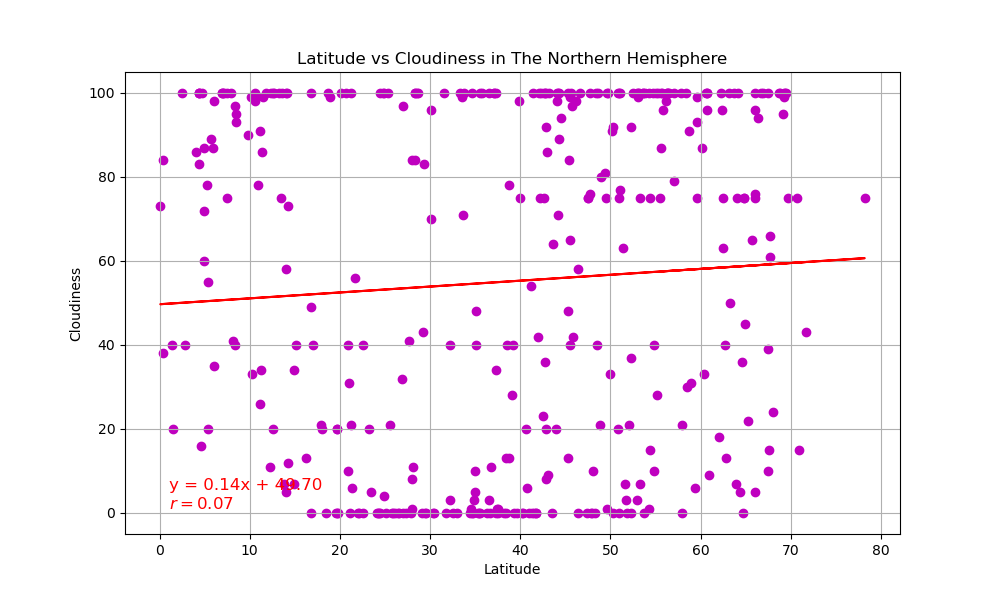 Latitude vs Cloudiness in The Northern Hemisphere
100
80
60
40
20
0
Cloudiness
y = 0.14x + 49.70
r = 0.07
0 10 20 30 40 50 60 70 80
Latitude